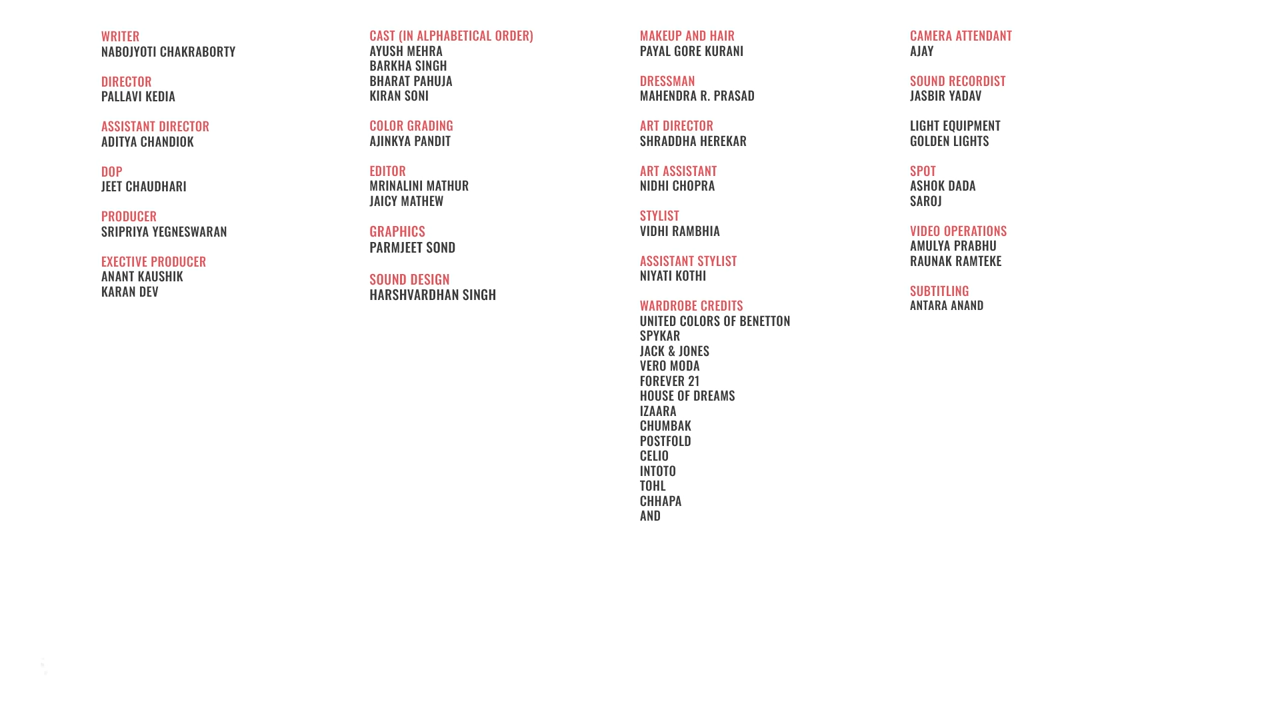 WRITER
NABOJYOTI CHAKRABORTY
DIRECTOR
PALLAVI KEDIA
ASSISTANT DIRECTOR
ADITYA CHANDIOK
DOP
JEET CHAUDHARI
PRODUCER
SRIPRIYA YEGNESWARAN
EXECTIVE PRODUCER
ANANT KAUSHIK
KARAN DEV
CAST (IN ALPHABETICAL ORDER)
AYUSH MEHRA
BARKHA SINGH
BHARAT PAHUJA
KIRAN SONI
COLOR GRADING
AJINKYA PANDIT
EDITOR
MRINALINI MATHUR
JAICY MATHEW
GRAPHICS
PARMJEET SOND
SOUND DESIGN
HARSHVARDHAN SINGH
MAKEUP AND HAIR
PAYAL GORE KURANI
DRESSMAN
MAHENDRA R. PRASAD
ART DIRECTOR
SHRADDHA HEREKAR
ART ASSISTANT
NIDHI CHOPRA
STYLIST
VIDHI RAMBHIA
ASSISTANT STYLIST
NIYATI KOTHI
WARDROBE CREDITS
UNITED COLORS OF BENETTON
SPYKAR
JACK & JONES
VERO MODA
FOREVER 21
HOUSE OF DREAMS
IZAARA
CHUMBAK
POSTFOLD
CELIO
INTOTO
TOHL
CHHAPA
AND
CAMERA ATTENDANT
AJAY
SOUND RECORDIST
JASBIR YADAV
LIGHT EQUIPMENT
GOLDEN LIGHTS
SPOT
ASHOK DADA
SAROJ
VIDEO OPERATIONS
AMULYA PRABHU
RAUNAK RAMTEKE
SUBTITLING
ANTARA ANAND